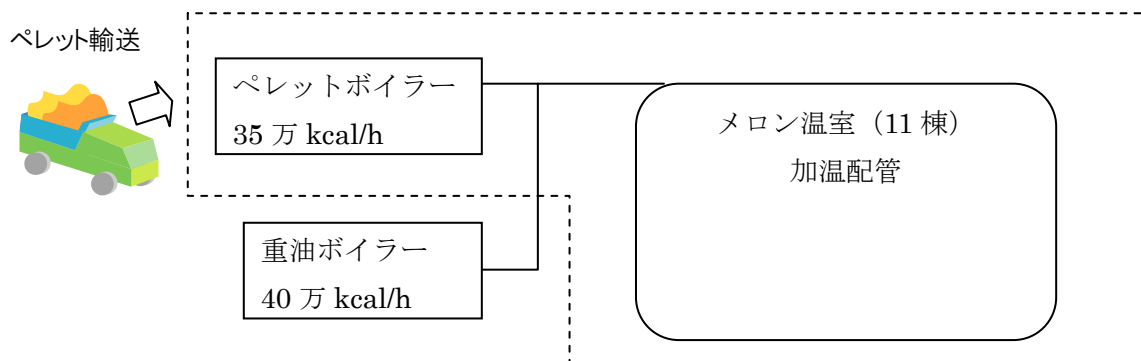 ペレット輸送
ペレットボイラー
35 万 kcal/h
メロン温室（11 棟）
加温配管
重油ボイラー
40 万 kcal/h